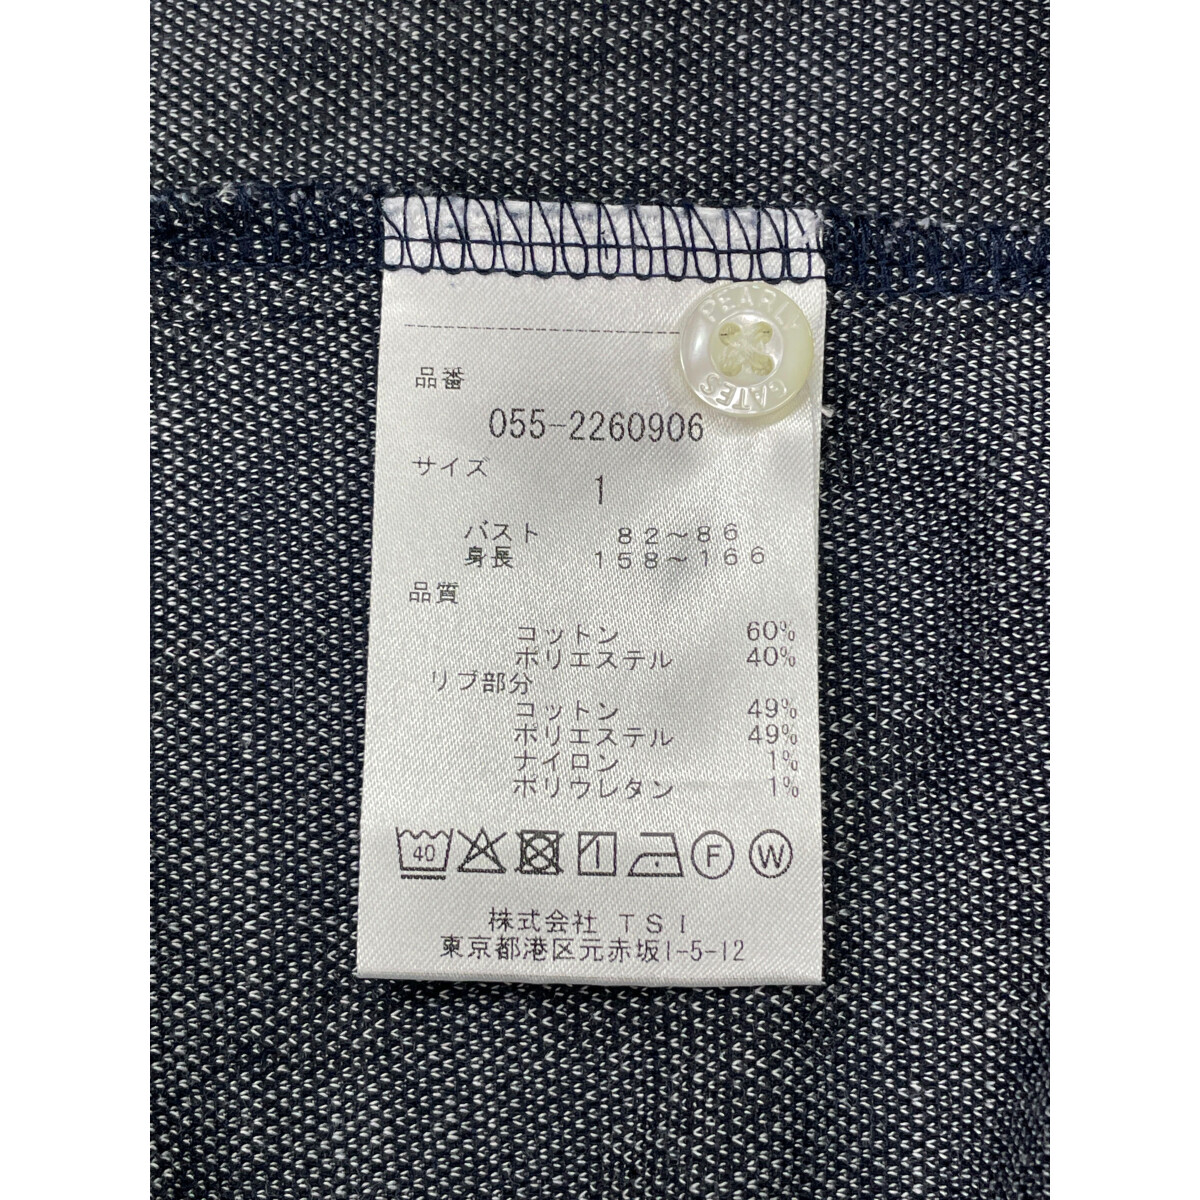 PEARLY
GATES
品番
055-2260906
サイズ
1
バスト 82〜86
身長 158〜166
品質
コットン 60%
ポリエステル 40%
リブ部分
コットン 49%
ポリエステル 49%
ナイロン 1%
ポリウレタン 1%
40 F W
株式会社 TSI
東京都港区元赤坂1-5-12